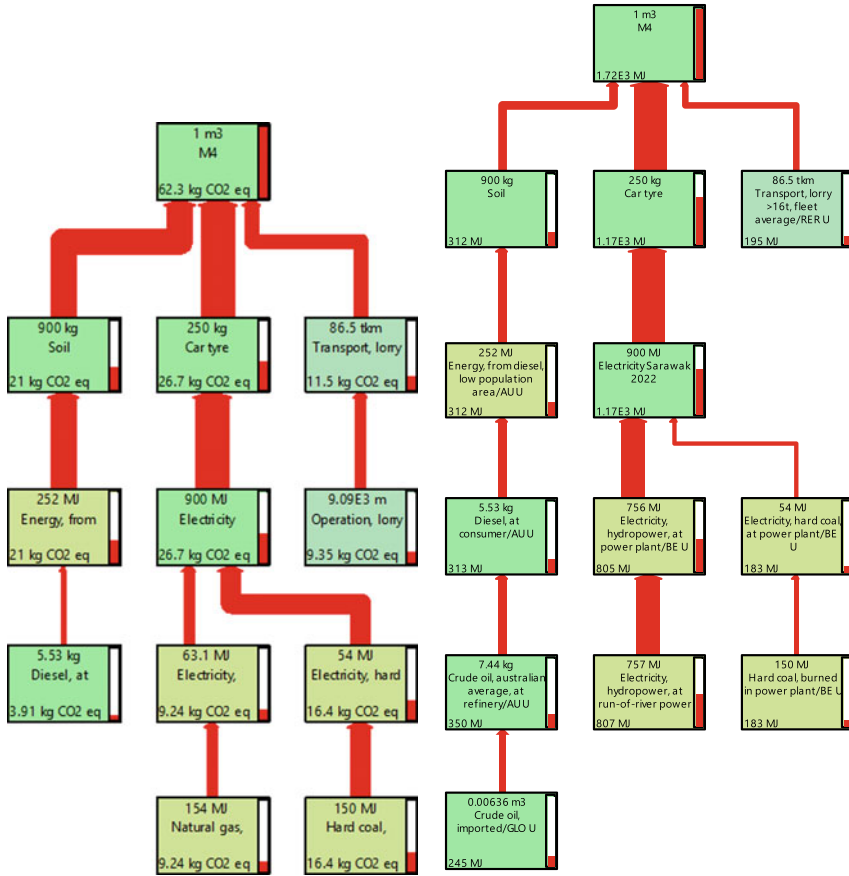 1 m3
M4
62.3 kg CO2 eq
900 kg
Soil
21 kg CO2 eq
250 kg
Car tyre
26.7 kg CO2 eq
86.5 tkm
Transport, lorry
11.5 kg CO2 eq
252 MJ
Energy, from
21 kg CO2 eq
900 MJ
Electricity
26.7 kg CO2 eq
9.09E3 m
Operation, lorry
9.35 kg CO2 eq
5.53 kg
Diesel, at
3.91 kg CO2 eq
63.1 MJ
Electricity,
9.24 kg CO2 eq
54 MJ
Electricity, hard
16.4 kg CO2 eq
154 MJ
Natural gas,
9.24 kg CO2 eq
150 MJ
Hard coal,
16.4 kg CO2 eq
1 m3
M4
1.72E3 MJ
900 kg
Soil
312 MJ
250 kg
Car tyre
1.17E3 MJ
86.5 tkm
Transport, lorry
>16t, fleet
average/RER U
195 MJ
252 MJ
Energy, from diesel,
low population
area/AU U
312 MJ
900 MJ
Electricity Sarawak
2022
1.17E3 MJ
5.53 kg
Diesel, at
consumer/AU U
313 MJ
756 MJ
Electricity,
hydropower, at
power plant/BE U
805 MJ
54 MJ
Electricity, hard coal,
at power plant/BE
U
183 MJ
7.44 kg
Crude oil, australian
average, at
refinery/AU U
350 MJ
757 MJ
Electricity,
hydropower, at
run-of-river power
807 MJ
150 MJ
Hard coal, burned
in power plant/BE U
183 MJ
0.00636 m3
Crude oil,
imported/GLO U
245 MJ